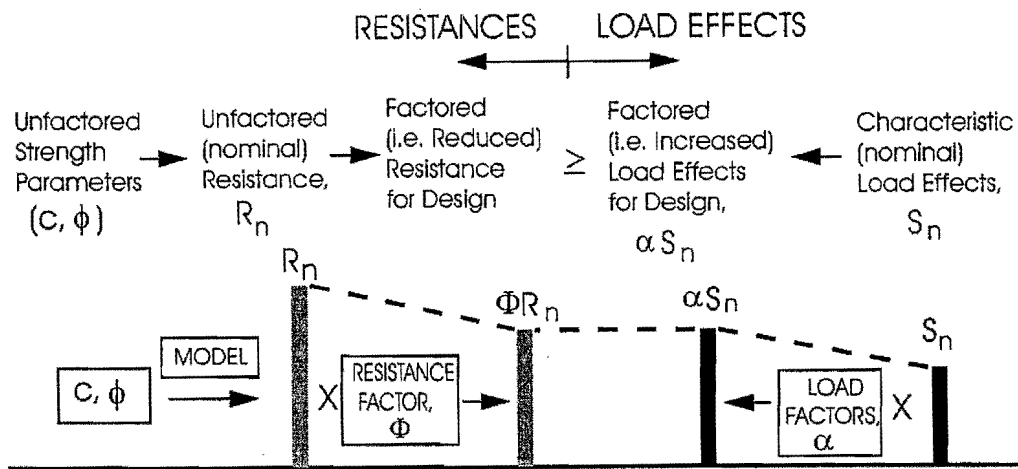 RESISTANCES
LOAD EFFECTS
Unfactored
Strength
Parameters
(C, ϕ)
Unfactored
(nominal)
Resistance,
Rn
Factored
(i.e. Reduced)
Resistance
for Design
≥
Factored
(i.e. Increased)
Load Effects
for Design,
αSn
Characteristic
(nominal)
Load Effects,
Sn
Rn
ΦRn
αSn
Sn
C, ϕ
MODEL
X
RESISTANCE
FACTOR,
Φ
LOAD
FACTORS,
α
X